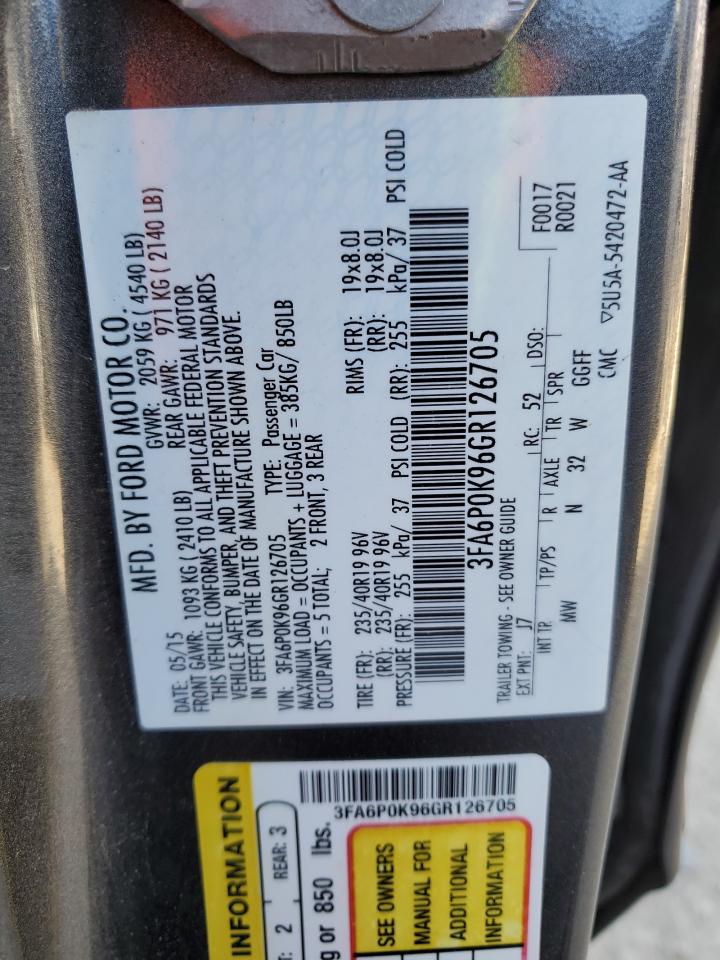 MFD. BY FORD MOTOR CO.
DATE: 05/15 GVWR: 2059 KG ( 4540 LB)
FRONT GAWR: 1093 KG ( 2410 LB) REAR GAWR: 971 KG ( 2140 LB)
THIS VEHICLE CONFORMS TO ALL APPLICABLE FEDERAL MOTOR
VEHICLE SAFETY, BUMPER, AND THEFT PREVENTION STANDARDS
IN EFFECT ON THE DATE OF MANUFACTURE SHOWN ABOVE.
VIN: 3FA6P0K96GR126705 TYPE: Passenger Car
MAXIMUM LOAD = OCCUPANTS + LUGGAGE = 385KG/ 850LB
OCCUPANTS = 5 TOTAL; 2 FRONT, 3 REAR
TIRE (FR): 235/40R19 96V RIMS (FR): 19x8.0J
(RR): 235/40R19 96V (RR): 19x8.0J
PRESSURE (FR): 255 kPa/ 37 PSI COLD (RR): 255 kPa/ 37 PSI COLD
3FA6P0K96GR126705
TRAILER TOWING - SEE OWNER GUIDE
EXT PNT: J7 RC: 52 DSO: F0017
R0021
INT TR TP/PS R AXLE TR SPR
MW N 32 W GGFF
CMC ▽5U5A-5420472-AA
INFORMATION
T: 2 REAR: 3
g or 850 lbs.
3FA6P0K96GR126705
SEE OWNERS
MANUAL FOR
ADDITIONAL
INFORMATION